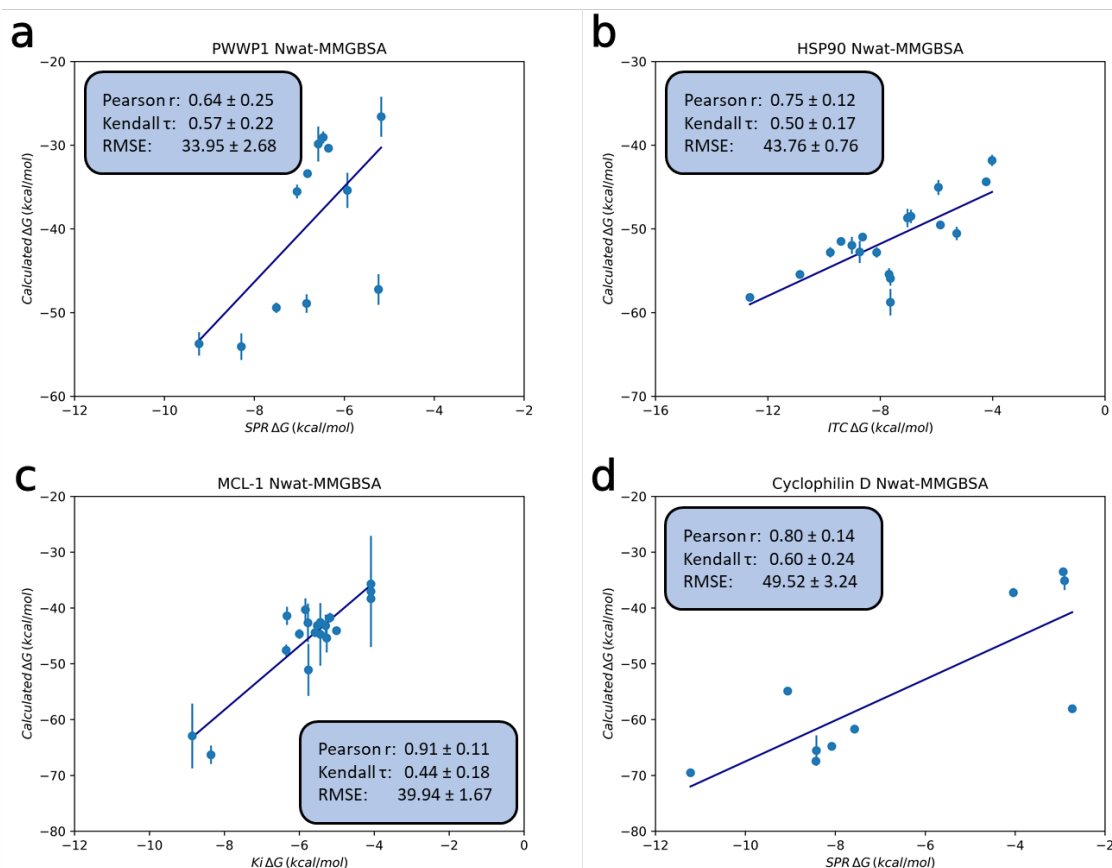 a
PWWP1 Nwat-MMGBSA
Pearson r: 0.64 ± 0.25
Kendall τ: 0.57 ± 0.22
RMSE: 33.95 ± 2.68
Calculated ΔG (kcal/mol)
−20
−30
−40
−50
−60
−12 −10 −8 −6 −4 −2
SPR ΔG (kcal/mol)
b
HSP90 Nwat-MMGBSA
Pearson r: 0.75 ± 0.12
Kendall τ: 0.50 ± 0.17
RMSE: 43.76 ± 0.76
Calculated ΔG (kcal/mol)
−30
−40
−50
−60
−70
−16 −12 −8 −4 0
ITC ΔG (kcal/mol)
c
MCL-1 Nwat-MMGBSA
Calculated ΔG (kcal/mol)
−20
−30
−40
−50
−60
−70
−80
Pearson r: 0.91 ± 0.11
Kendall τ: 0.44 ± 0.18
RMSE: 39.94 ± 1.67
−12 −10 −8 −6 −4 −2 0
Ki ΔG (kcal/mol)
d
Cyclophilin D Nwat-MMGBSA
Pearson r: 0.80 ± 0.14
Kendall τ: 0.60 ± 0.24
RMSE: 49.52 ± 3.24
Calculated ΔG (kcal/mol)
−20
−30
−40
−50
−60
−70
−80
−12 −10 −8 −6 −4 −2
SPR ΔG (kcal/mol)